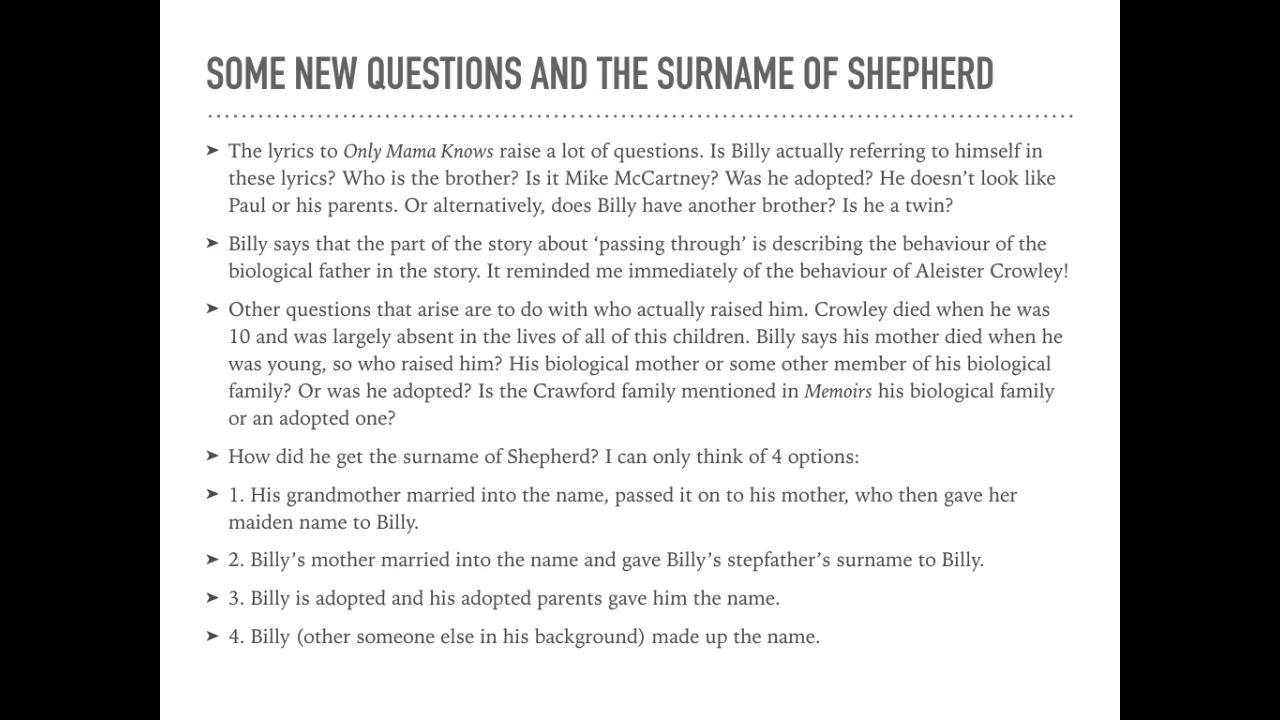 SOME NEW QUESTIONS AND THE SURNAME OF SHEPHERD
➤ The lyrics to Only Mama Knows raise a lot of questions. Is Billy actually referring to himself in
these lyrics? Who is the brother? Is it Mike McCartney? Was he adopted? He doesn’t look like
Paul or his parents. Or alternatively, does Billy have another brother? Is he a twin?
➤ Billy says that the part of the story about ‘passing through’ is describing the behaviour of the
biological father in the story. It reminded me immediately of the behaviour of Aleister Crowley!
➤ Other questions that arise are to do with who actually raised him. Crowley died when he was
10 and was largely absent in the lives of all of this children. Billy says his mother died when he
was young, so who raised him? His biological mother or some other member of his biological
family? Or was he adopted? Is the Crawford family mentioned in Memoirs his biological family
or an adopted one?
➤ How did he get the surname of Shepherd? I can only think of 4 options:
➤ 1. His grandmother married into the name, passed it on to his mother, who then gave her
maiden name to Billy.
➤ 2. Billy’s mother married into the name and gave Billy’s stepfather’s surname to Billy.
➤ 3. Billy is adopted and his adopted parents gave him the name.
➤ 4. Billy (other someone else in his background) made up the name.